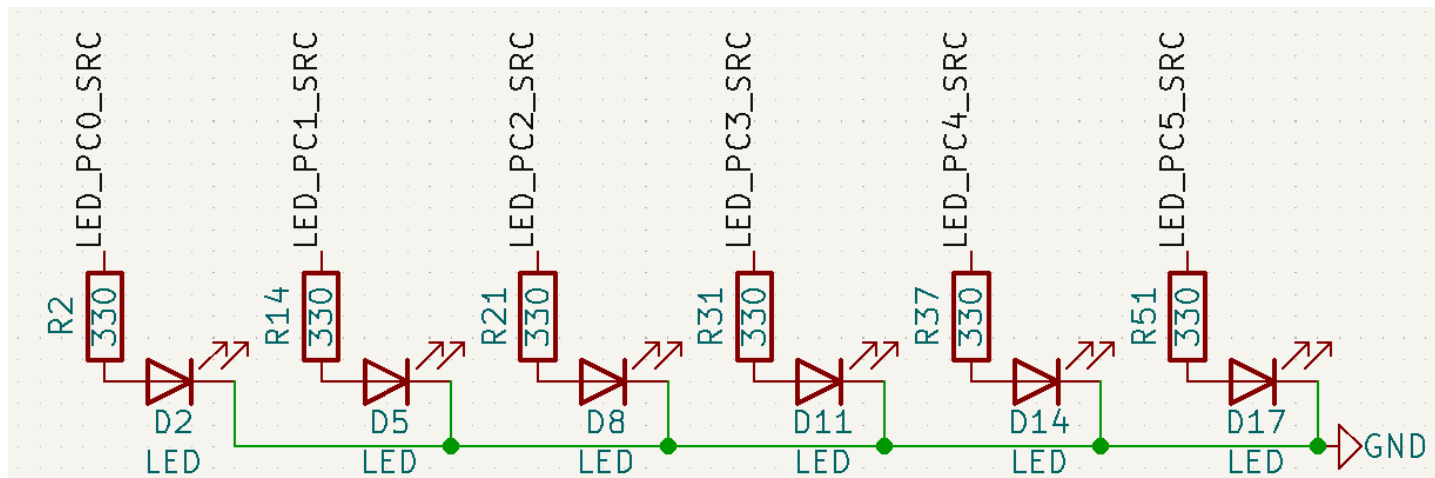 LED_PC0_SRC
LED_PC1_SRC
LED_PC2_SRC
LED_PC3_SRC
LED_PC4_SRC
LED_PC5_SRC
R2
330
R14
330
R21
330
R31
330
R37
330
R51
330
D2
D5
D8
D11
D14
D17
GND
LED
LED
LED
LED
LED
LED